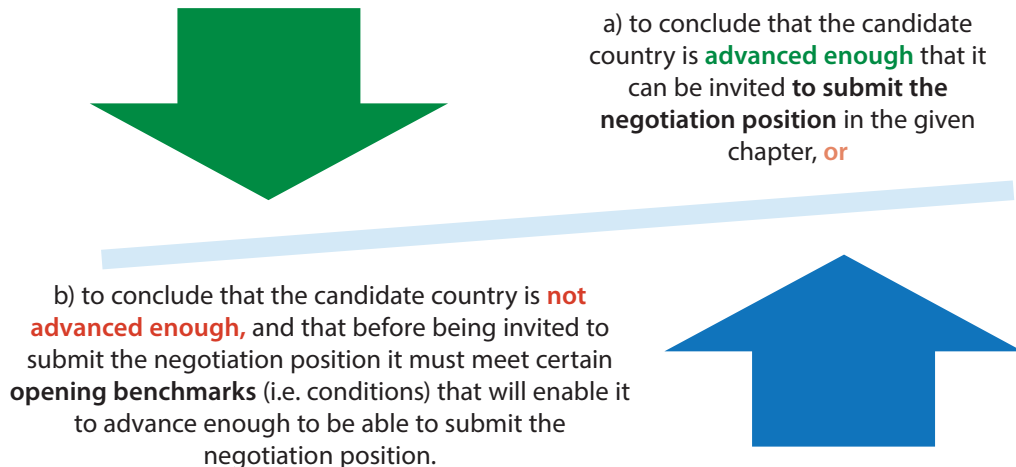 a) to conclude that the candidate
country is advanced enough that it
can be invited to submit the
negotiation position in the given
chapter, or
b) to conclude that the candidate country is not
advanced enough, and that before being invited to
submit the negotiation position it must meet certain
opening benchmarks (i.e. conditions) that will enable it
to advance enough to be able to submit the
negotiation position.